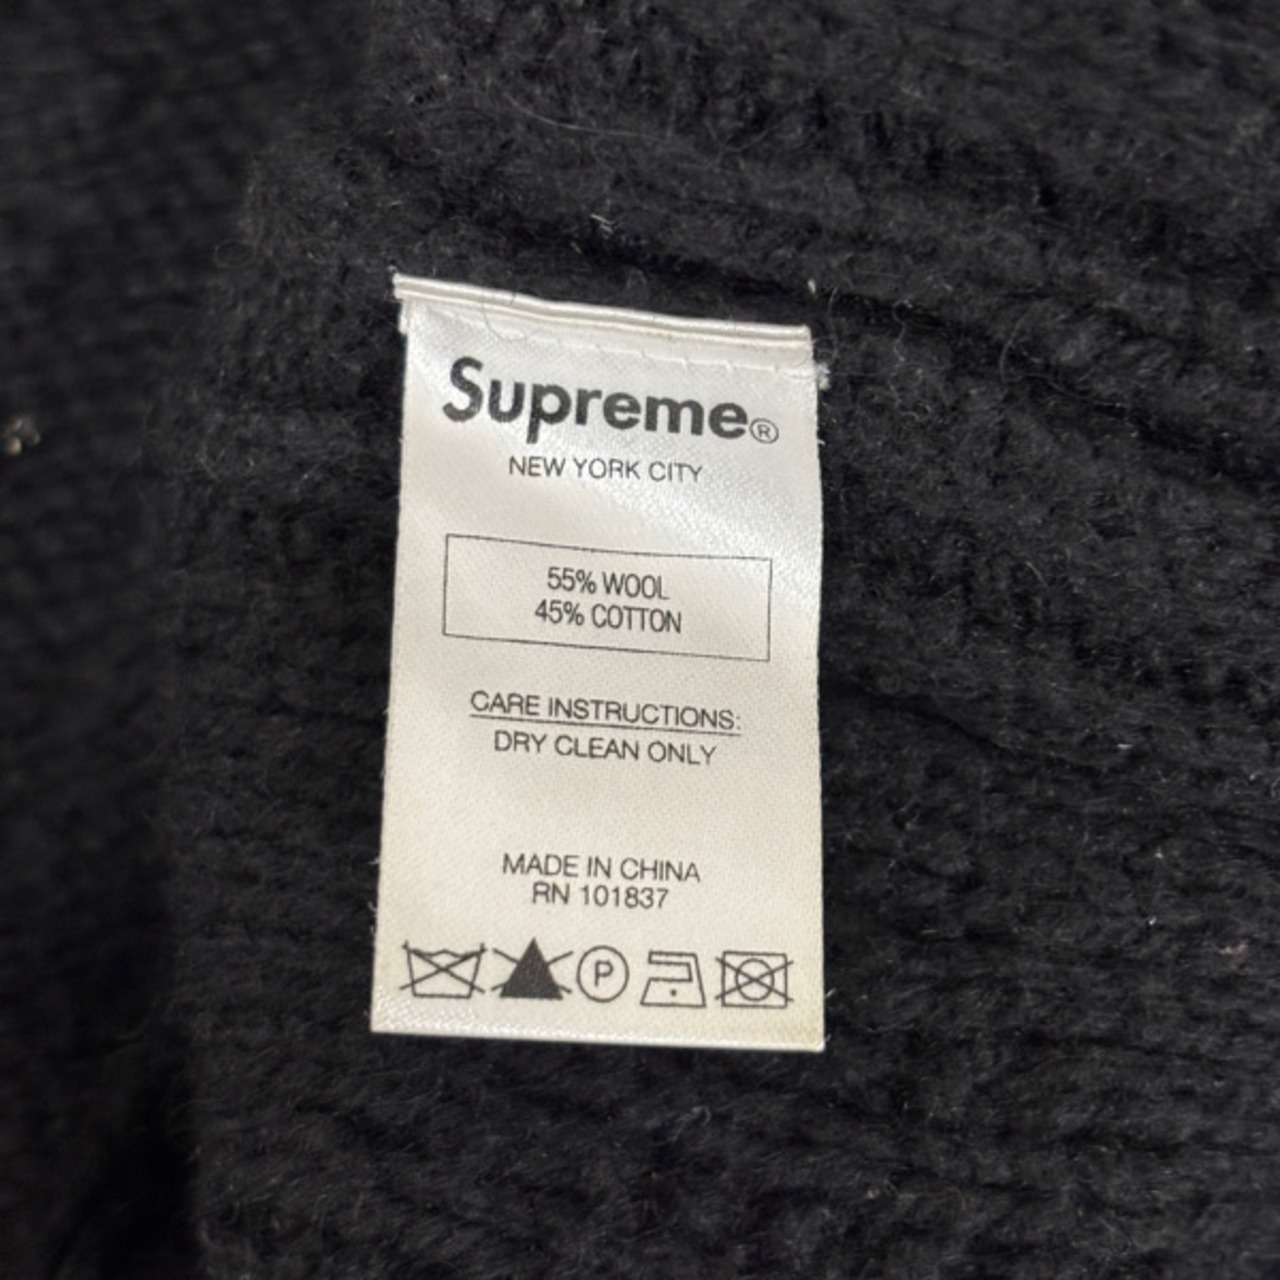 Supreme®
NEW YORK CITY
55% WOOL
45% COTTON
CARE INSTRUCTIONS:
DRY CLEAN ONLY
MADE IN CHINA
RN 101837
P